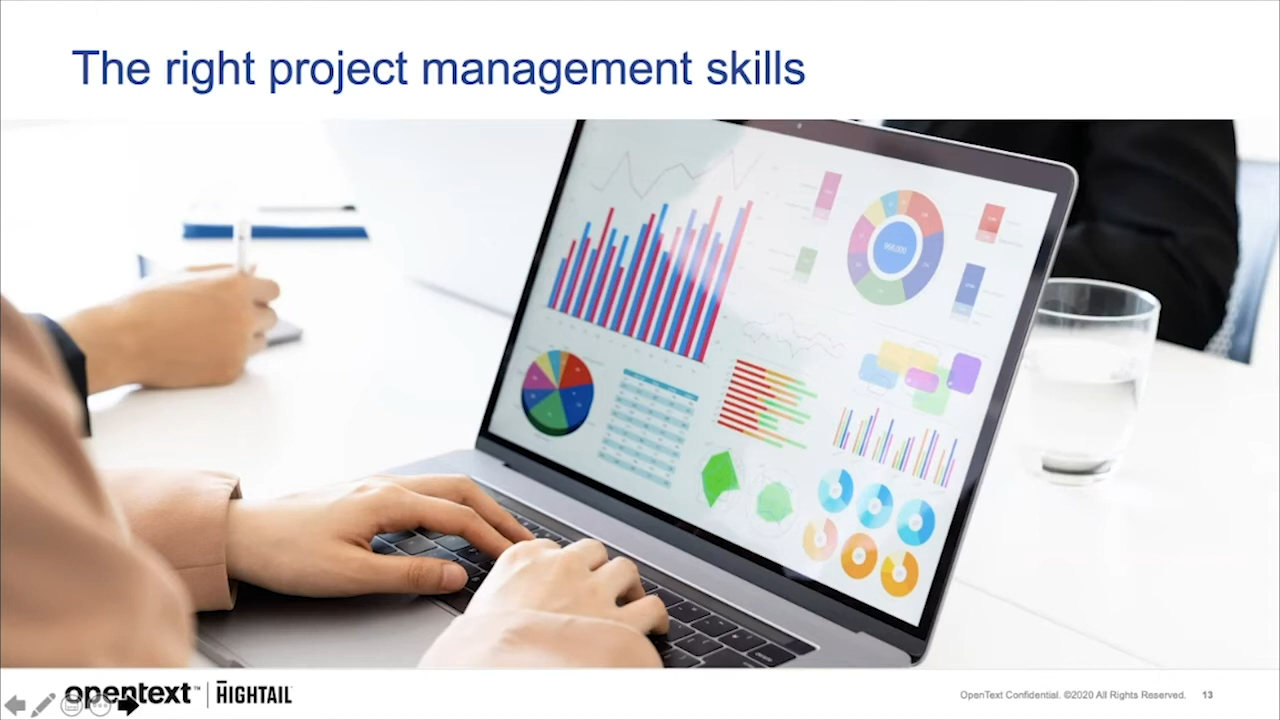 The right project management skills
opentext™ | HIGHTAIL
OpenText Confidential. ©2020 All Rights Reserved. 13